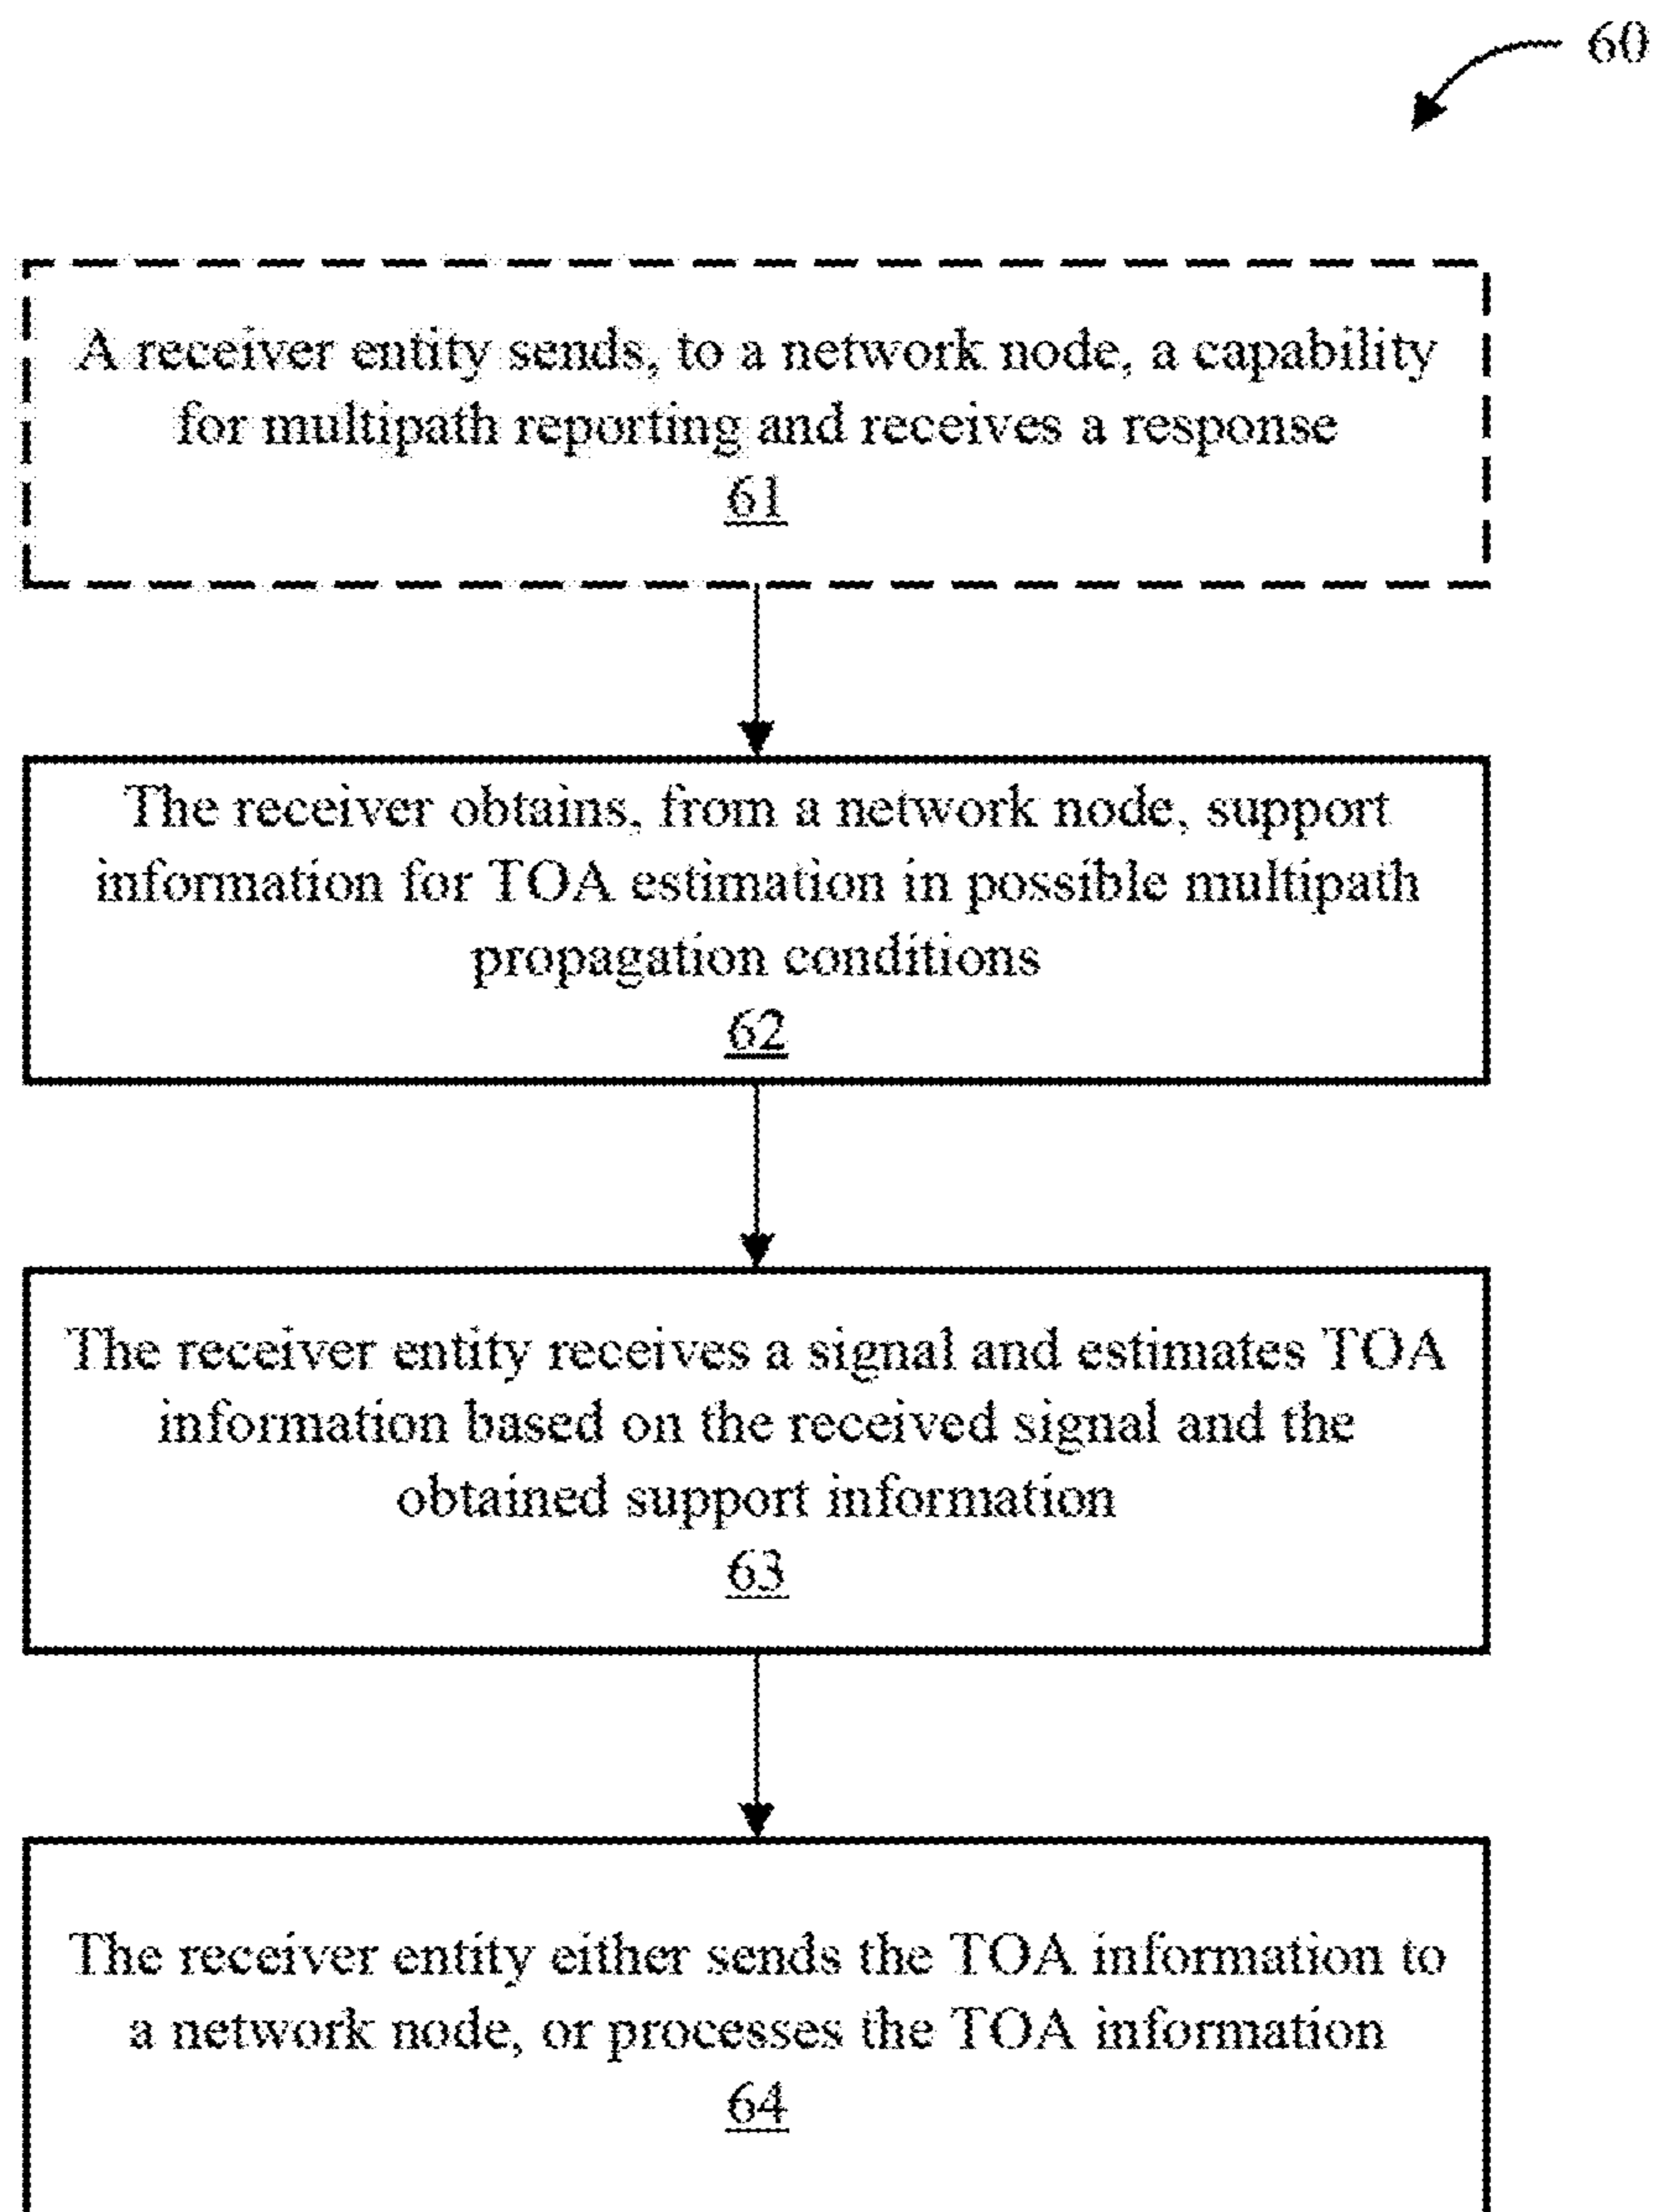 60
A receiver entity sends, to a network node, a capability
for multipath reporting and receives a response
61
The receiver obtains, from a network node, support
information for TOA estimation in possible multipath
propagation conditions
62
The receiver entity receives a signal and estimates TOA
information based on the received signal and the
obtained support information
63
The receiver entity either sends the TOA information to
a network node, or processes the TOA information
64